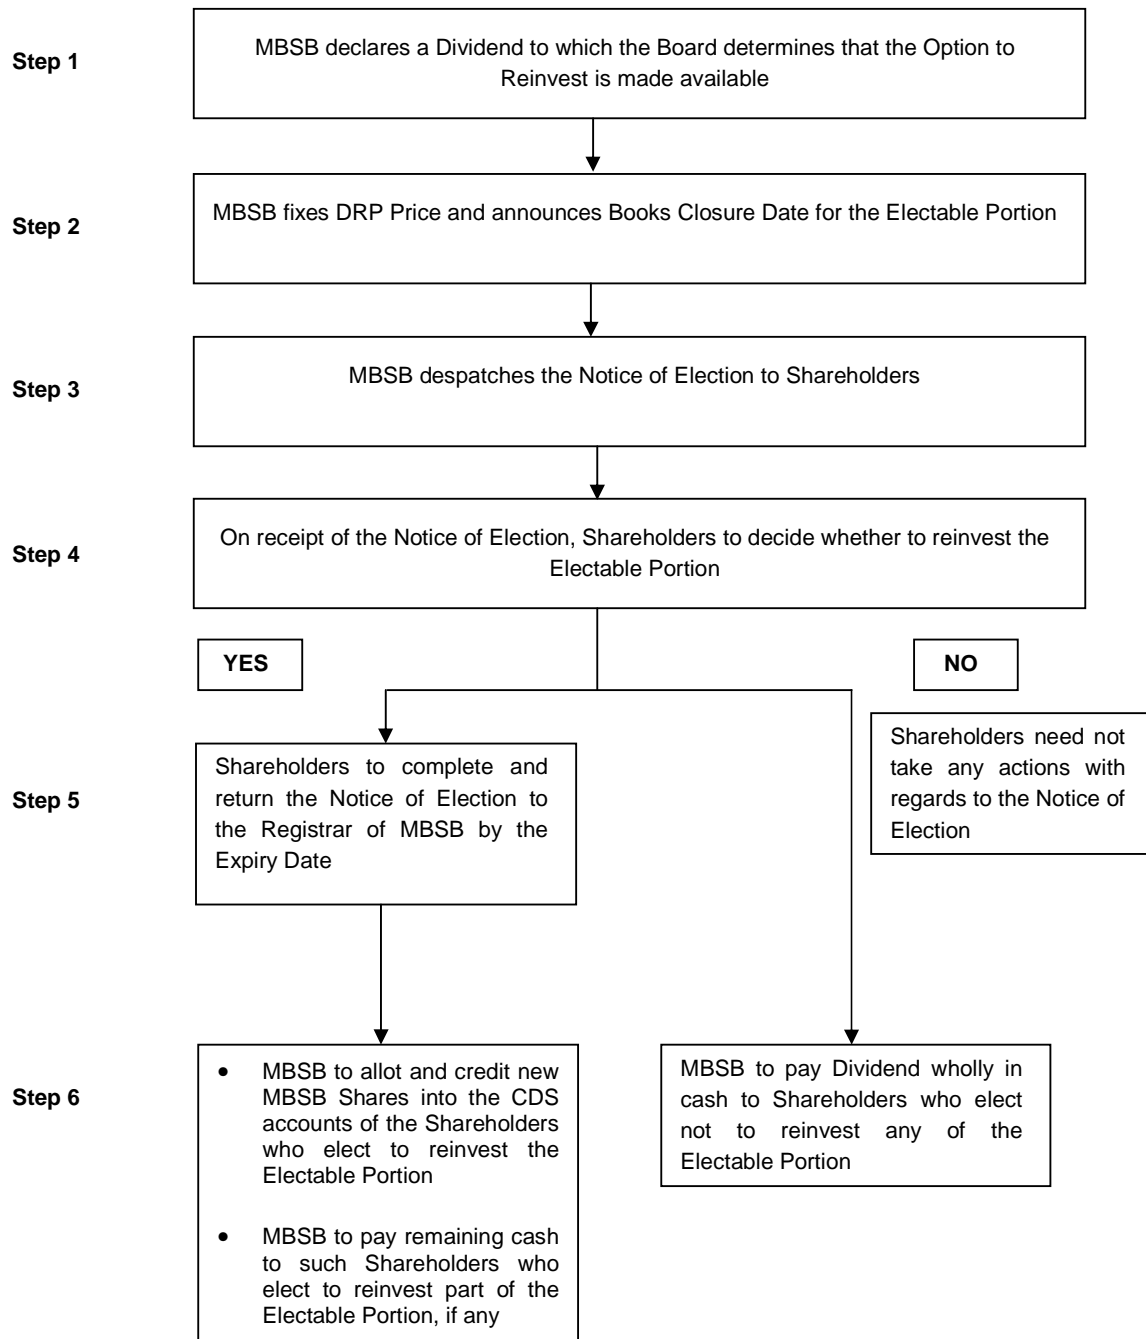 Step 1
MBSB declares a Dividend to which the Board determines that the Option to
Reinvest is made available
Step 2
MBSB fixes DRP Price and announces Books Closure Date for the Electable Portion
Step 3
MBSB despatches the Notice of Election to Shareholders
Step 4
On receipt of the Notice of Election, Shareholders to decide whether to reinvest the
Electable Portion
YES
NO
Step 5
Shareholders to complete and
return the Notice of Election to
the Registrar of MBSB by the
Expiry Date
Shareholders need not
take any actions with
regards to the Notice of
Election
Step 6
• MBSB to allot and credit new
MBSB Shares into the CDS
accounts of the Shareholders
who elect to reinvest the
Electable Portion
• MBSB to pay remaining cash
to such Shareholders who
elect to reinvest part of the
Electable Portion, if any
MBSB to pay Dividend wholly in
cash to Shareholders who elect
not to reinvest any of the
Electable Portion